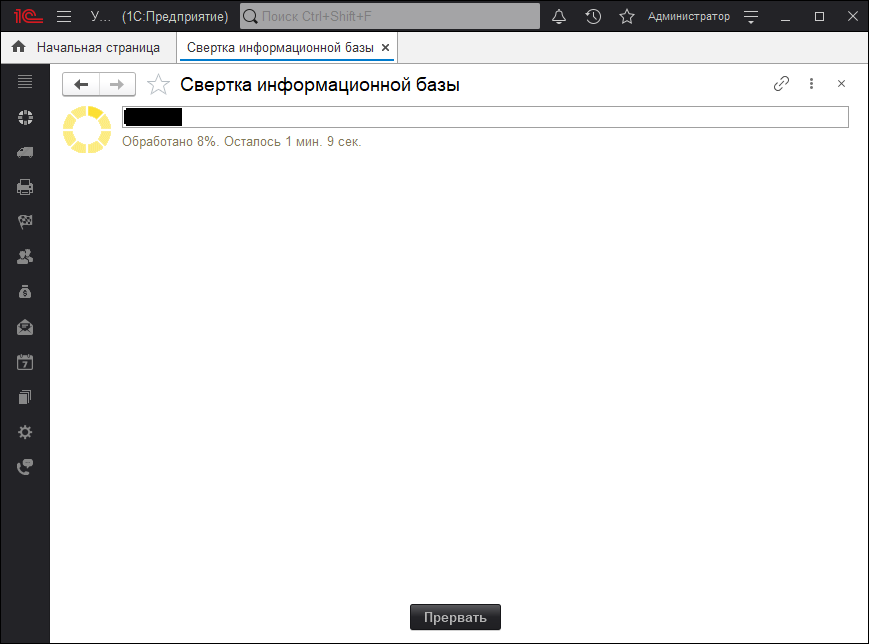 1С У... (1С:Предприятие) Поиск Ctrl+Shift+F Администратор
Начальная страница Свертка информационной базы
Свертка информационной базы
Обработано 8%. Осталось 1 мин. 9 сек.
7
Прервать